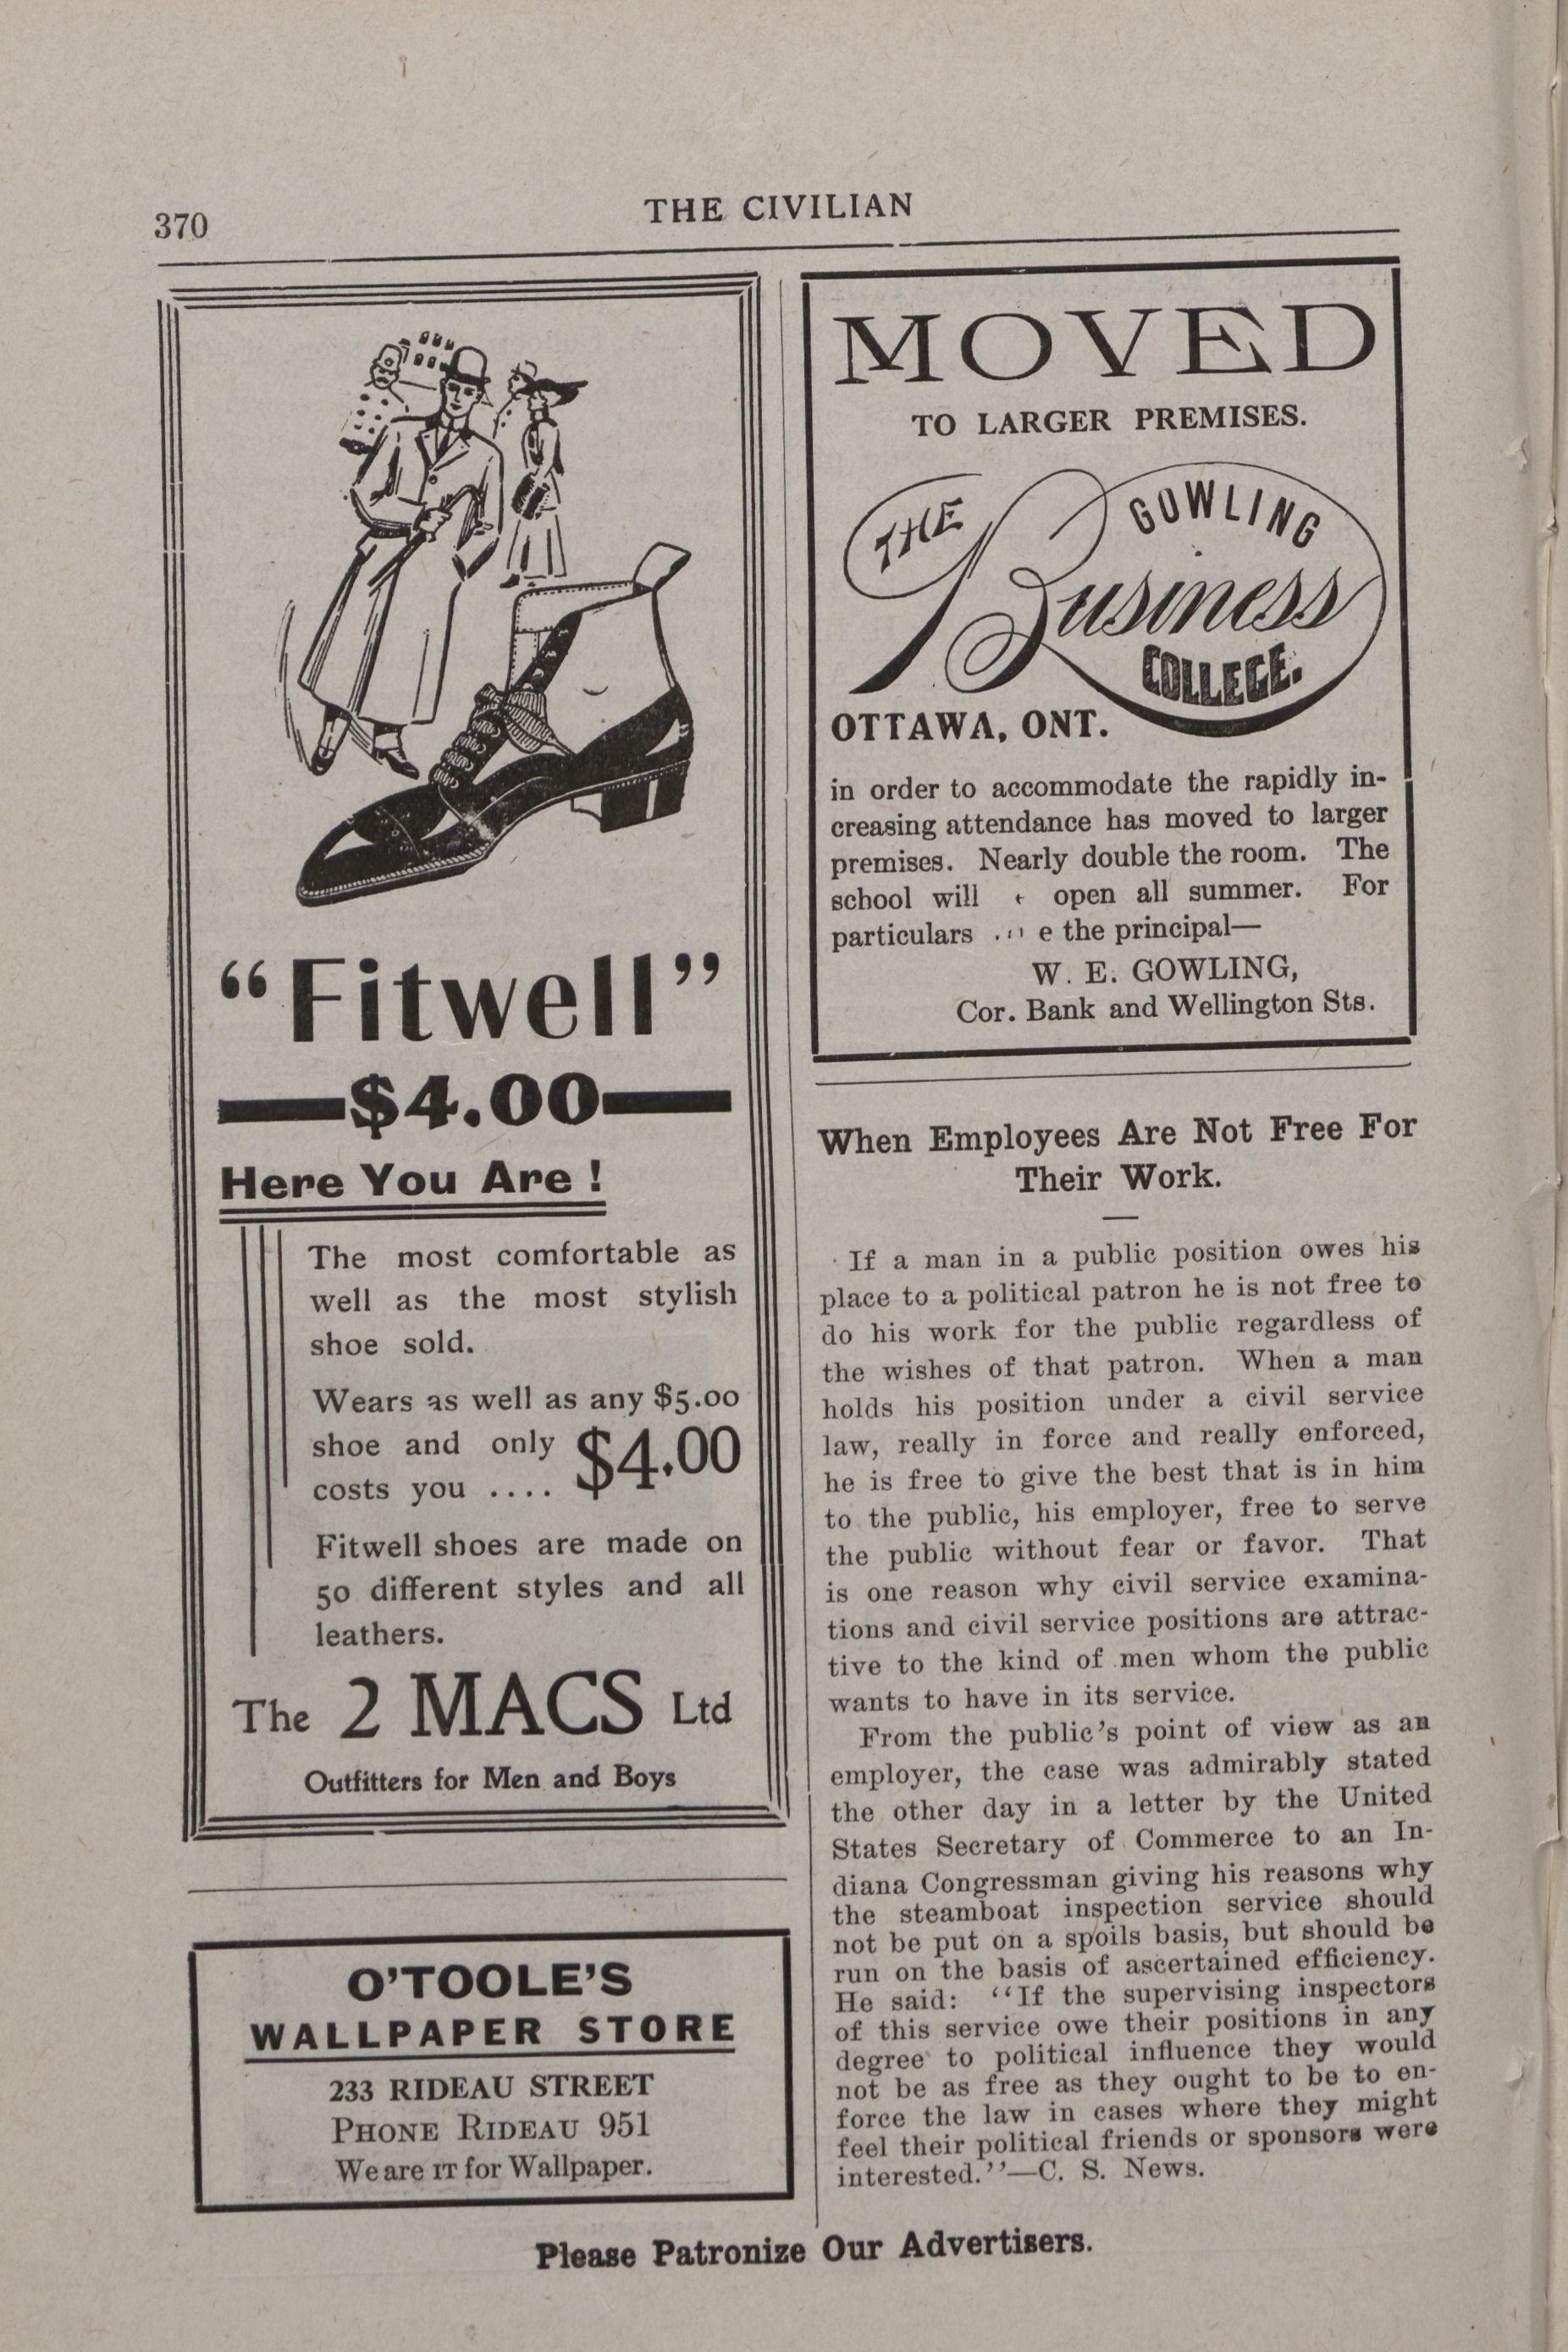 370
THE CIVILIAN
"Fitwell"
$4.00
Here You Are !
The most comfortable as
well as the most stylish
shoe sold.
Wears as well as any $5.00
shoe and only
costs you .... $4.00
Fitwell shoes are made on
50 different styles and all
leathers.
The 2 MACS Ltd
Outfitters for Men and Boys
O'TOOLE'S
WALLPAPER STORE
233 RIDEAU STREET
PHONE RIDEAU 951
We are IT for Wallpaper.
MOVED
TO LARGER PREMISES.
THE GOWLING
Business
COLLEGE.
OTTAWA, ONT.
in order to accommodate the rapidly in-
creasing attendance has moved to larger
premises. Nearly double the room. The
school will open all summer. For
particulars the principal—
W. E. GOWLING,
Cor. Bank and Wellington Sts.
When Employees Are Not Free For
Their Work.
If a man in a public position owes his
place to a political patron he is not free to
do his work for the public regardless of
the wishes of that patron. When a man
holds his position under a civil service
law, really in force and really enforced,
he is free to give the best that is in him
to the public, his employer, free to serve
the public without fear or favor. That
is one reason why civil service examina-
tions and civil service positions are attrac-
tive to the kind of men whom the public
wants to have in its service.
From the public's point of view as an
employer, the case was admirably stated
the other day in a letter by the United
States Secretary of Commerce to an In-
diana Congressman giving his reasons why
the steamboat inspection service should
not be put on a spoils basis, but should be
run on the basis of ascertained efficiency.
He said: ''If the supervising inspectors
of this service owe their positions in any
degree to political influence they would
not be as free as they ought to be to en-
force the law in cases where they might
feel their political friends or sponsors were
interested.''—C. S. News.
Please Patronize Our Advertisers.